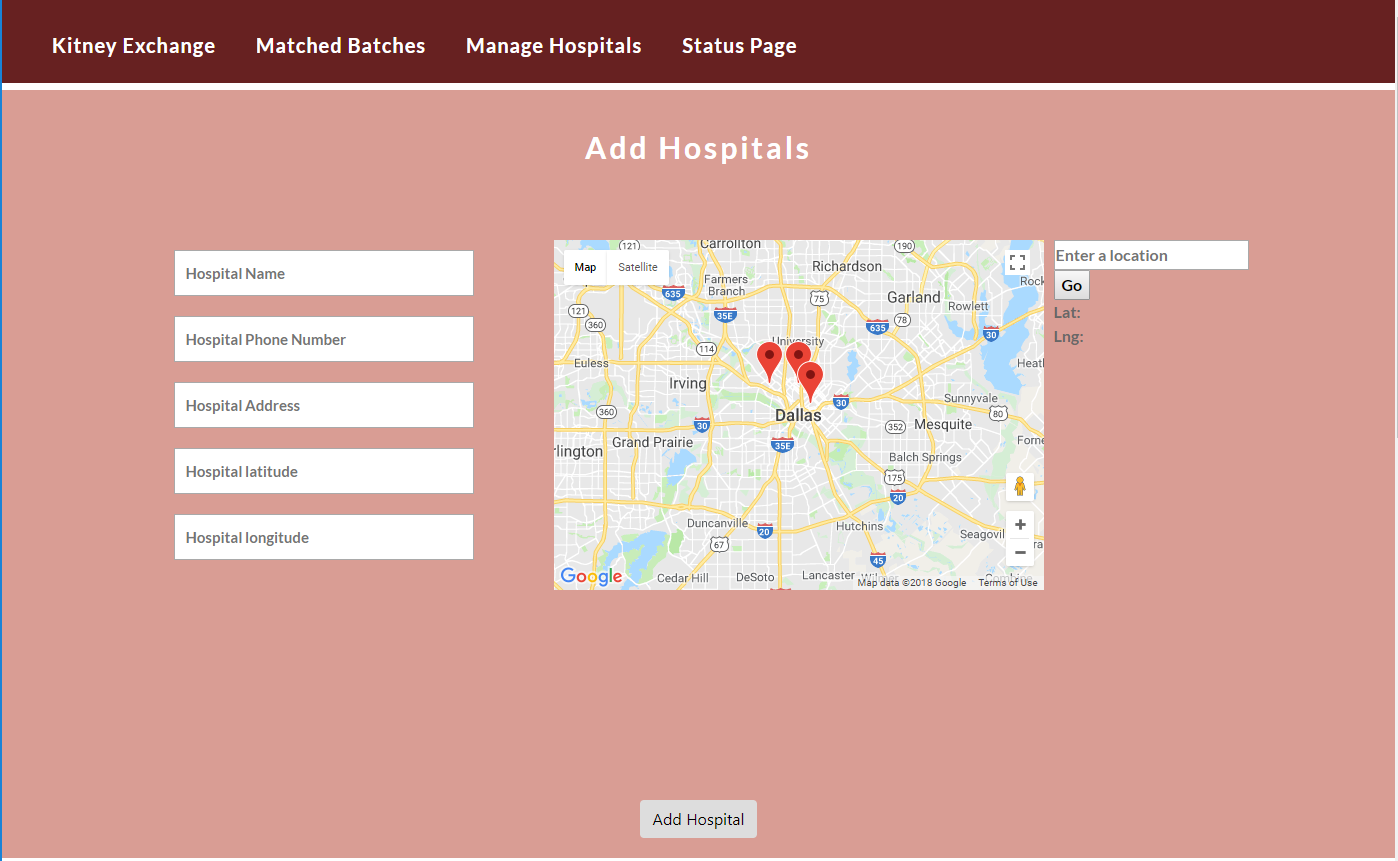 Kitney Exchange Matched Batches Manage Hospitals Status Page
Add Hospitals
Hospital Name
Hospital Phone Number
Hospital Address
Hospital latitude
Hospital longitude
Map Satellite
121
Carrollton
190
Richardson
Farmers
Branch
635
75
Garland
Rowlett
Rock
121
360
35E
635
78
30
114
University
Euless
Irving
Heat
360
30
Dallas
30
Sunnyvale
80
352
Mesquite
Grand Prairie
35E
rlington
Forne
Balch Springs
175
20
Duncanville
20
Hutchins
Seagovil
67
45
Cedar Hill
DeSoto
Lancaster
Google
Map data ©2018 Google Terms of Use
Enter a location
Go
Lat:
Lng:
Add Hospital